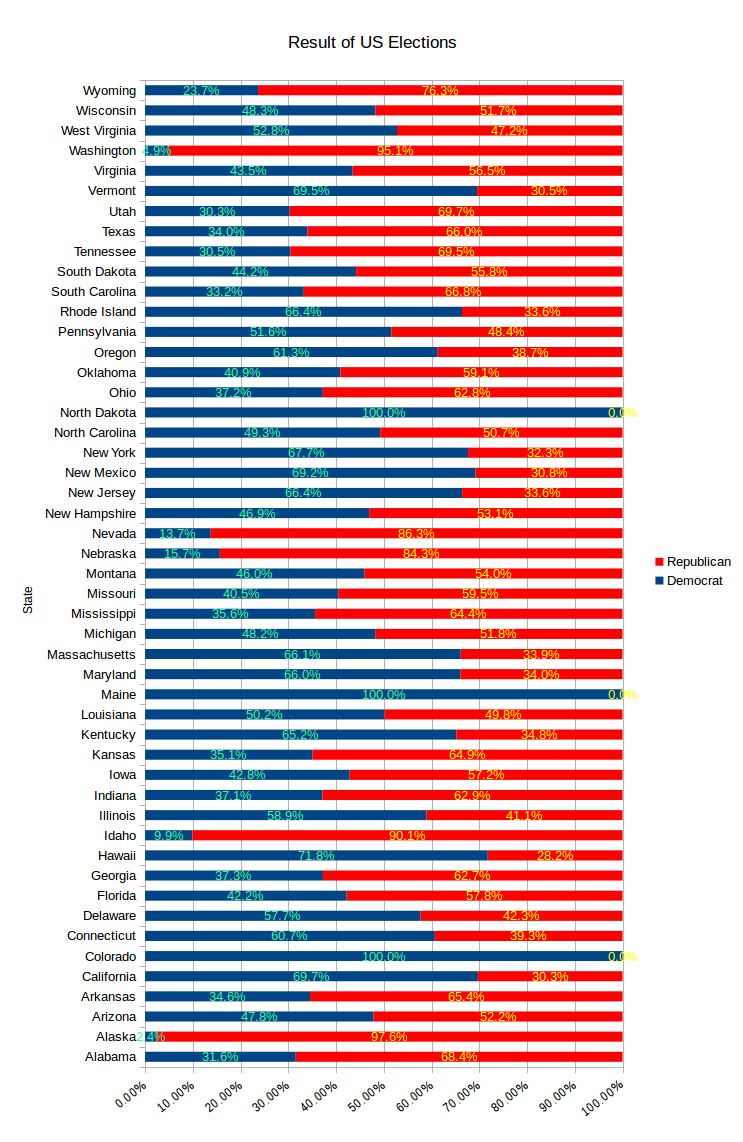 Result of US Elections
Wyoming 23.7% 76.3%
Wisconsin 48.3% 51.7%
West Virginia 52.8% 47.2%
Washington 4.9% 95.1%
Virginia 43.5% 56.5%
Vermont 69.5% 30.5%
Utah 30.3% 69.7%
Texas 34.0% 66.0%
Tennessee 30.5% 69.5%
South Dakota 44.2% 55.8%
South Carolina 33.2% 66.8%
Rhode Island 66.4% 33.6%
Pennsylvania 51.6% 48.4%
Oregon 61.3% 38.7%
Oklahoma 40.9% 59.1%
Ohio 37.2% 62.8%
North Dakota 100.0% 0.0%
North Carolina 49.3% 50.7%
New York 67.7% 32.3%
New Mexico 69.2% 30.8%
New Jersey 66.4% 33.6%
New Hampshire 46.9% 53.1%
Nevada 13.7% 86.3%
Nebraska 15.7% 84.3%
Montana 46.0% 54.0%
Missouri 40.5% 59.5%
Mississippi 35.6% 64.4%
Michigan 48.2% 51.8%
Massachusetts 66.1% 33.9%
Maryland 66.0% 34.0%
Maine 100.0% 0.0%
Louisiana 50.2% 49.8%
Kentucky 65.2% 34.8%
Kansas 35.1% 64.9%
Iowa 42.8% 57.2%
Indiana 37.1% 62.9%
Illinois 58.9% 41.1%
Idaho 9.9% 90.1%
Hawaii 71.8% 28.2%
Georgia 37.3% 62.7%
Florida 42.2% 57.8%
Delaware 57.7% 42.3%
Connecticut 60.7% 39.3%
Colorado 100.0% 0.0%
California 69.7% 30.3%
Arkansas 34.6% 65.4%
Arizona 47.8% 52.2%
Alaska 2.4% 97.6%
Alabama 31.6% 68.4%
0.00% 10.00% 20.00% 30.00% 40.00% 50.00% 60.00% 70.00% 80.00% 90.00% 100.00%
State
Republican
Democrat